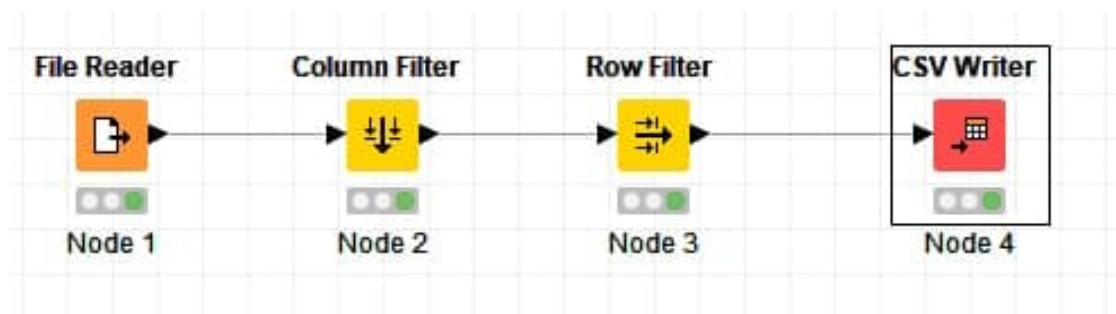 File Reader
Column Filter
Row Filter
CSV Writer
Node 1
Node 2
Node 3
Node 4